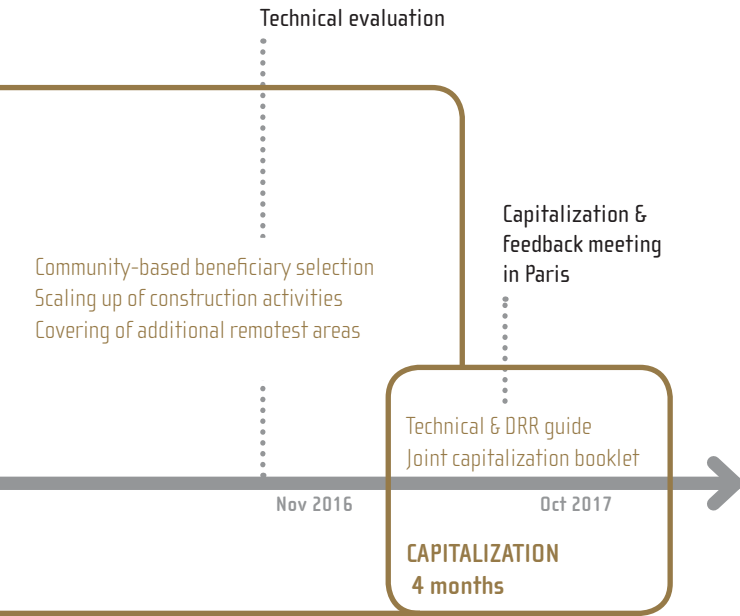 Technical evaluation
Capitalization &
feedback meeting
in Paris
Community-based beneficiary selection
Scaling up of construction activities
Covering of additional remotest areas
Technical & DRR guide
Joint capitalization booklet
Nov 2016
Oct 2017
CAPITALIZATION
4 months